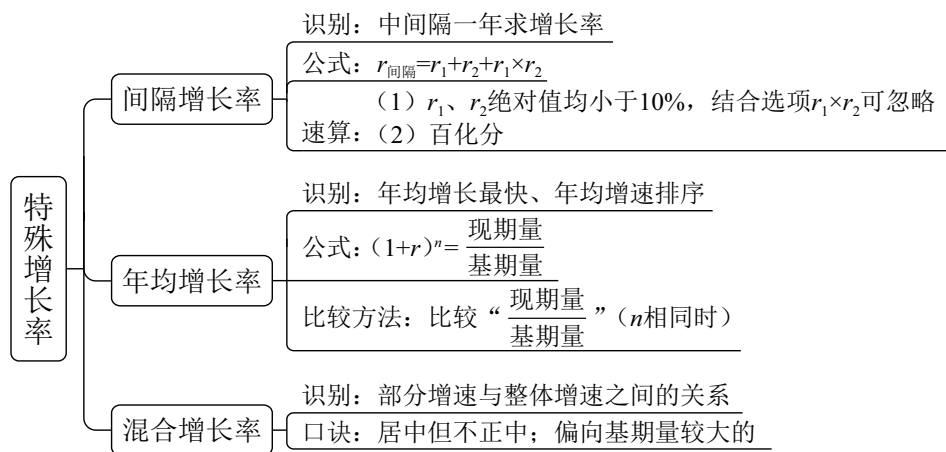 特殊增长率
间隔增长率
识别：中间隔一年求增长率
公式：r间隔=r₁+r₂+r₁×r₂
（1）r₁、r₂绝对值均小于10%，结合选项r₁×r₂可忽略
速算：（2）百化分
年均增长率
识别：年均增长最快、年均增速排序
公式：(1+r)ⁿ=现期量/基期量
比较方法：比较“现期量/基期量”（n相同时）
混合增长率
识别：部分增速与整体增速之间的关系
口诀：居中但不正中；偏向基期量较大的